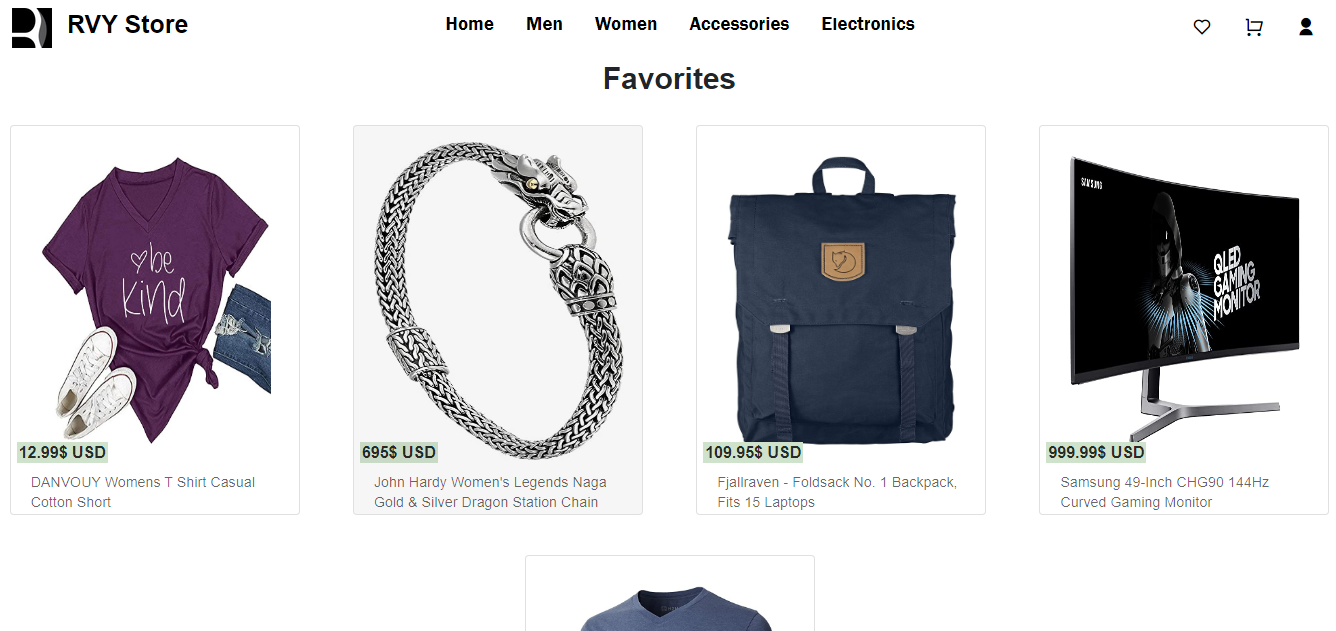 RVY Store
Home
Men
Women
Accessories
Electronics
Favorites
be
kind
12.99$ USD
DANVOUY Womens T Shirt Casual
Cotton Short
695$ USD
John Hardy Women's Legends Naga
Gold & Silver Dragon Station Chain
109.95$ USD
Fjallraven - Foldsack No. 1 Backpack,
Fits 15 Laptops
SAMSUNG
QLED
GAMING
MONITOR
999.99$ USD
Samsung 49-Inch CHG90 144Hz
Curved Gaming Monitor